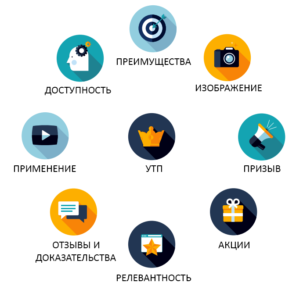 ПРЕИМУЩЕСТВА
ДОСТУПНОСТЬ
ИЗОБРАЖЕНИЕ
ПРИМЕНЕНИЕ
УТП
ПРИЗЫВ
ОТЗЫВЫ И
ДОКАЗАТЕЛЬСТВА
АКЦИИ
РЕЛЕВАНТНОСТЬ